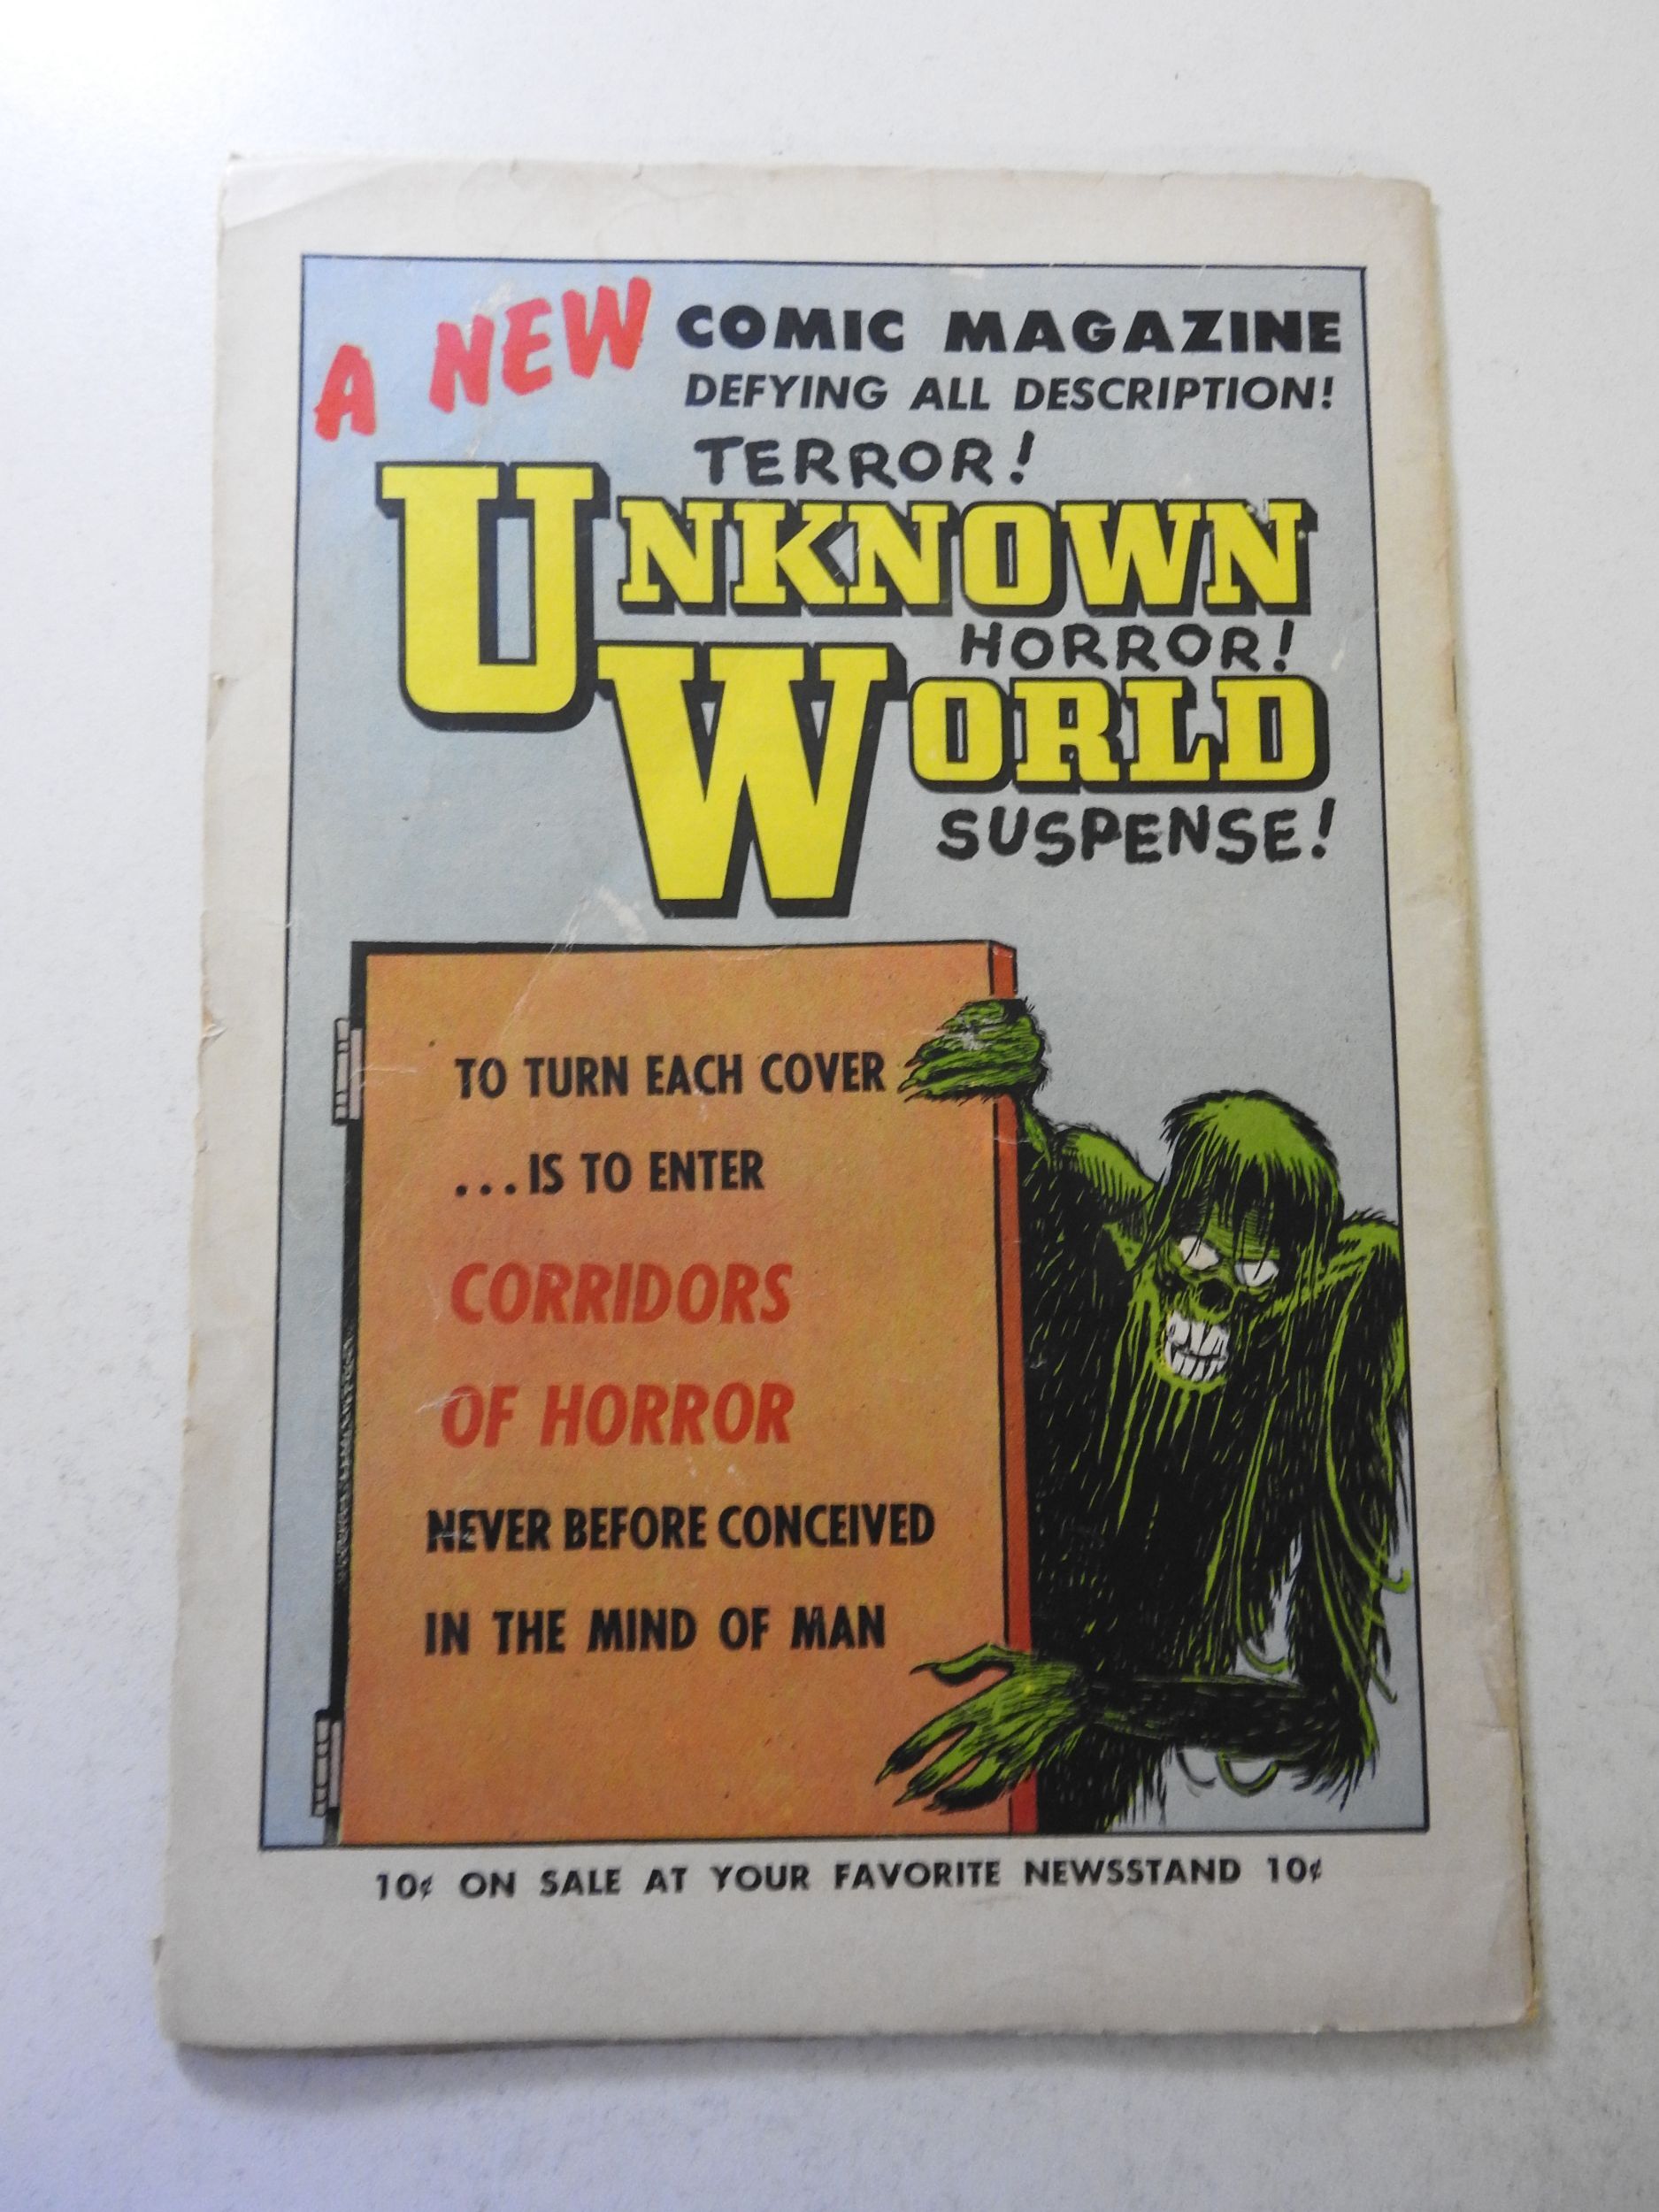 A NEW COMIC MAGAZINE
DEFYING ALL DESCRIPTION!
TERROR!
UNKNOWN
HORROR!
WORLD
SUSPENSE!
TO TURN EACH COVER
...IS TO ENTER
CORRIDORS
OF HORROR
NEVER BEFORE CONCEIVED
IN THE MIND OF MAN
10¢ ON SALE AT YOUR FAVORITE NEWSSTAND 10¢